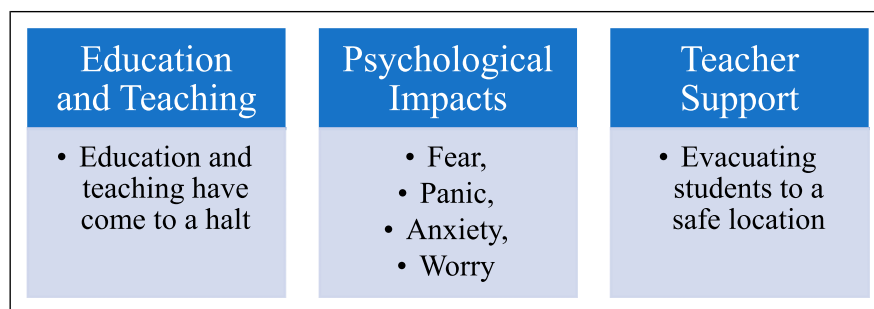 Education
and Teaching
• Education and
teaching have
come to a halt
Psychological
Impacts
• Fear,
• Panic,
• Anxiety,
• Worry
Teacher
Support
• Evacuating
students to a
safe location